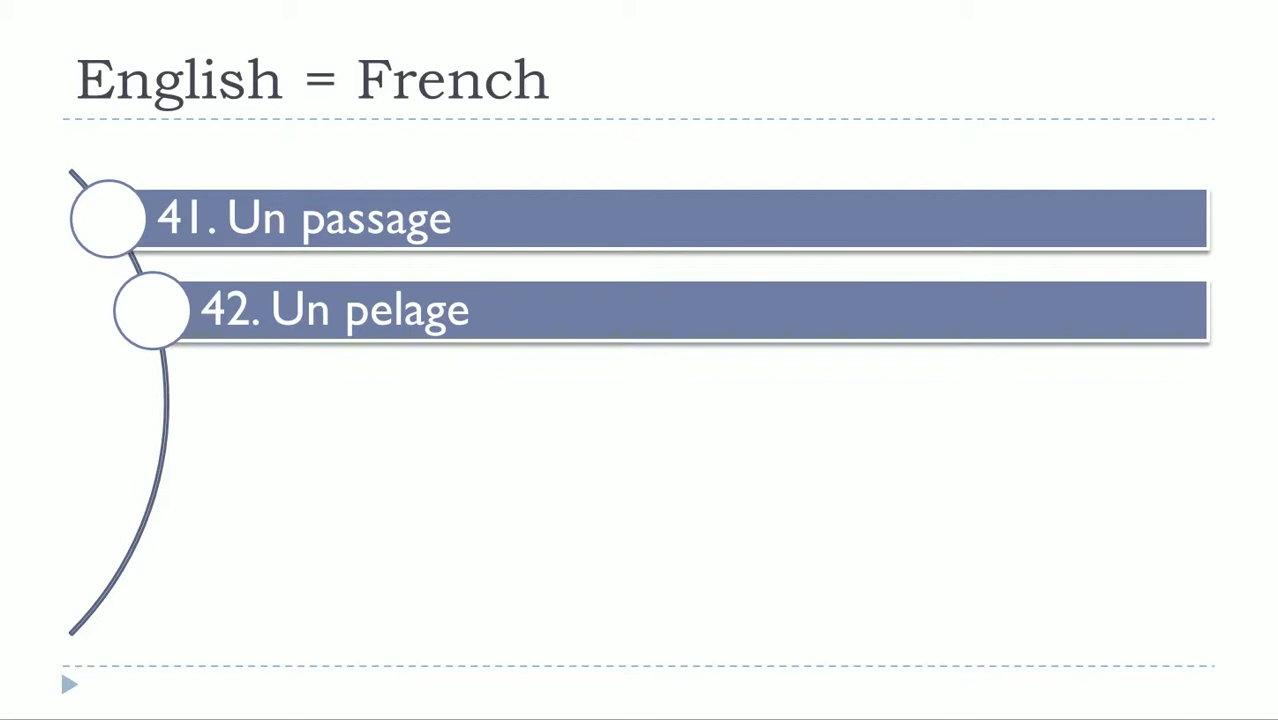 English = French
41. Un passage
42. Un pelage